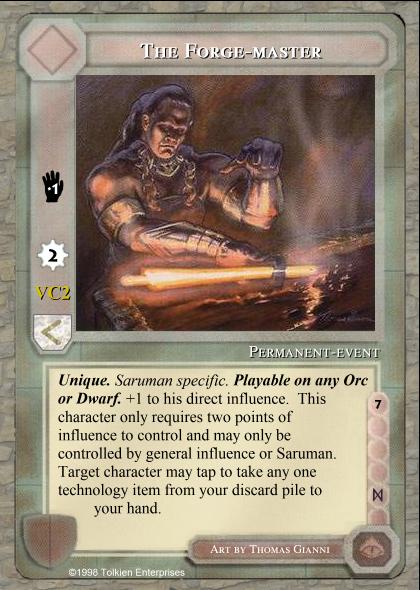 The Forge-master
1
2
VC2
Permanent-event
Unique. Saruman specific. Playable on any Orc
or Dwarf. +1 to his direct influence. This
character only requires two points of
influence to control and may only be
controlled by general influence or Saruman.
Target character may tap to take any one
technology item from your discard pile to
your hand.
7
ᛞ
Art by Thomas Gianni
©1998 Tolkien Enterprises